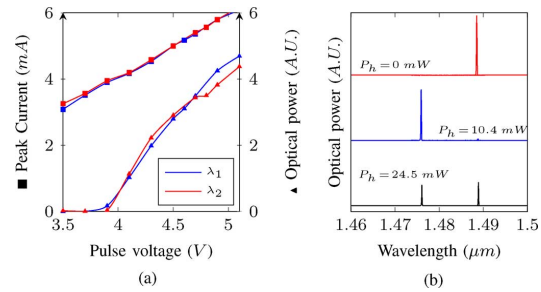 6
4
2
0
■ Peak Current (mA)
3.5
4
4.5
5
Pulse voltage (V)
λ1
λ2
6
4
2
0
▲ Optical power (A.U.)
(a)
Optical power (A.U.)
P_h=0 mW
P_h=10.4 mW
P_h=24.5 mW
1.46
1.47
1.48
1.49
1.5
Wavelength (μm)
(b)